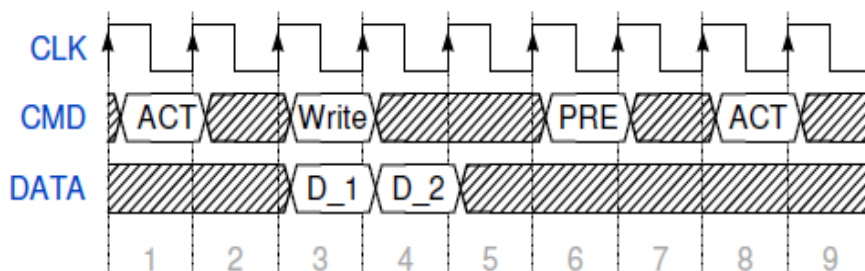 CLK
CMD ACT Write PRE ACT
DATA D_1 D_2
1 2 3 4 5 6 7 8 9